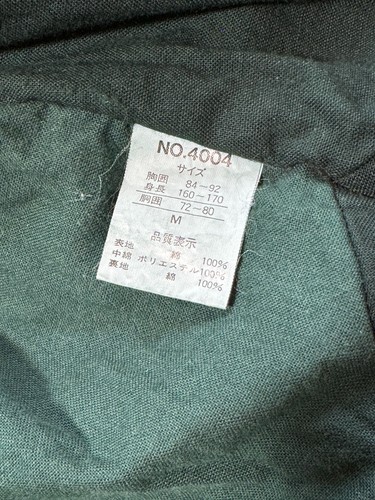 NO.4004
サイズ
胸囲 84－92
身長 160－170
胴囲 72－80
M
品質表示
表地 綿 100%
中綿 ポリエステル100%
裏地 綿 100%